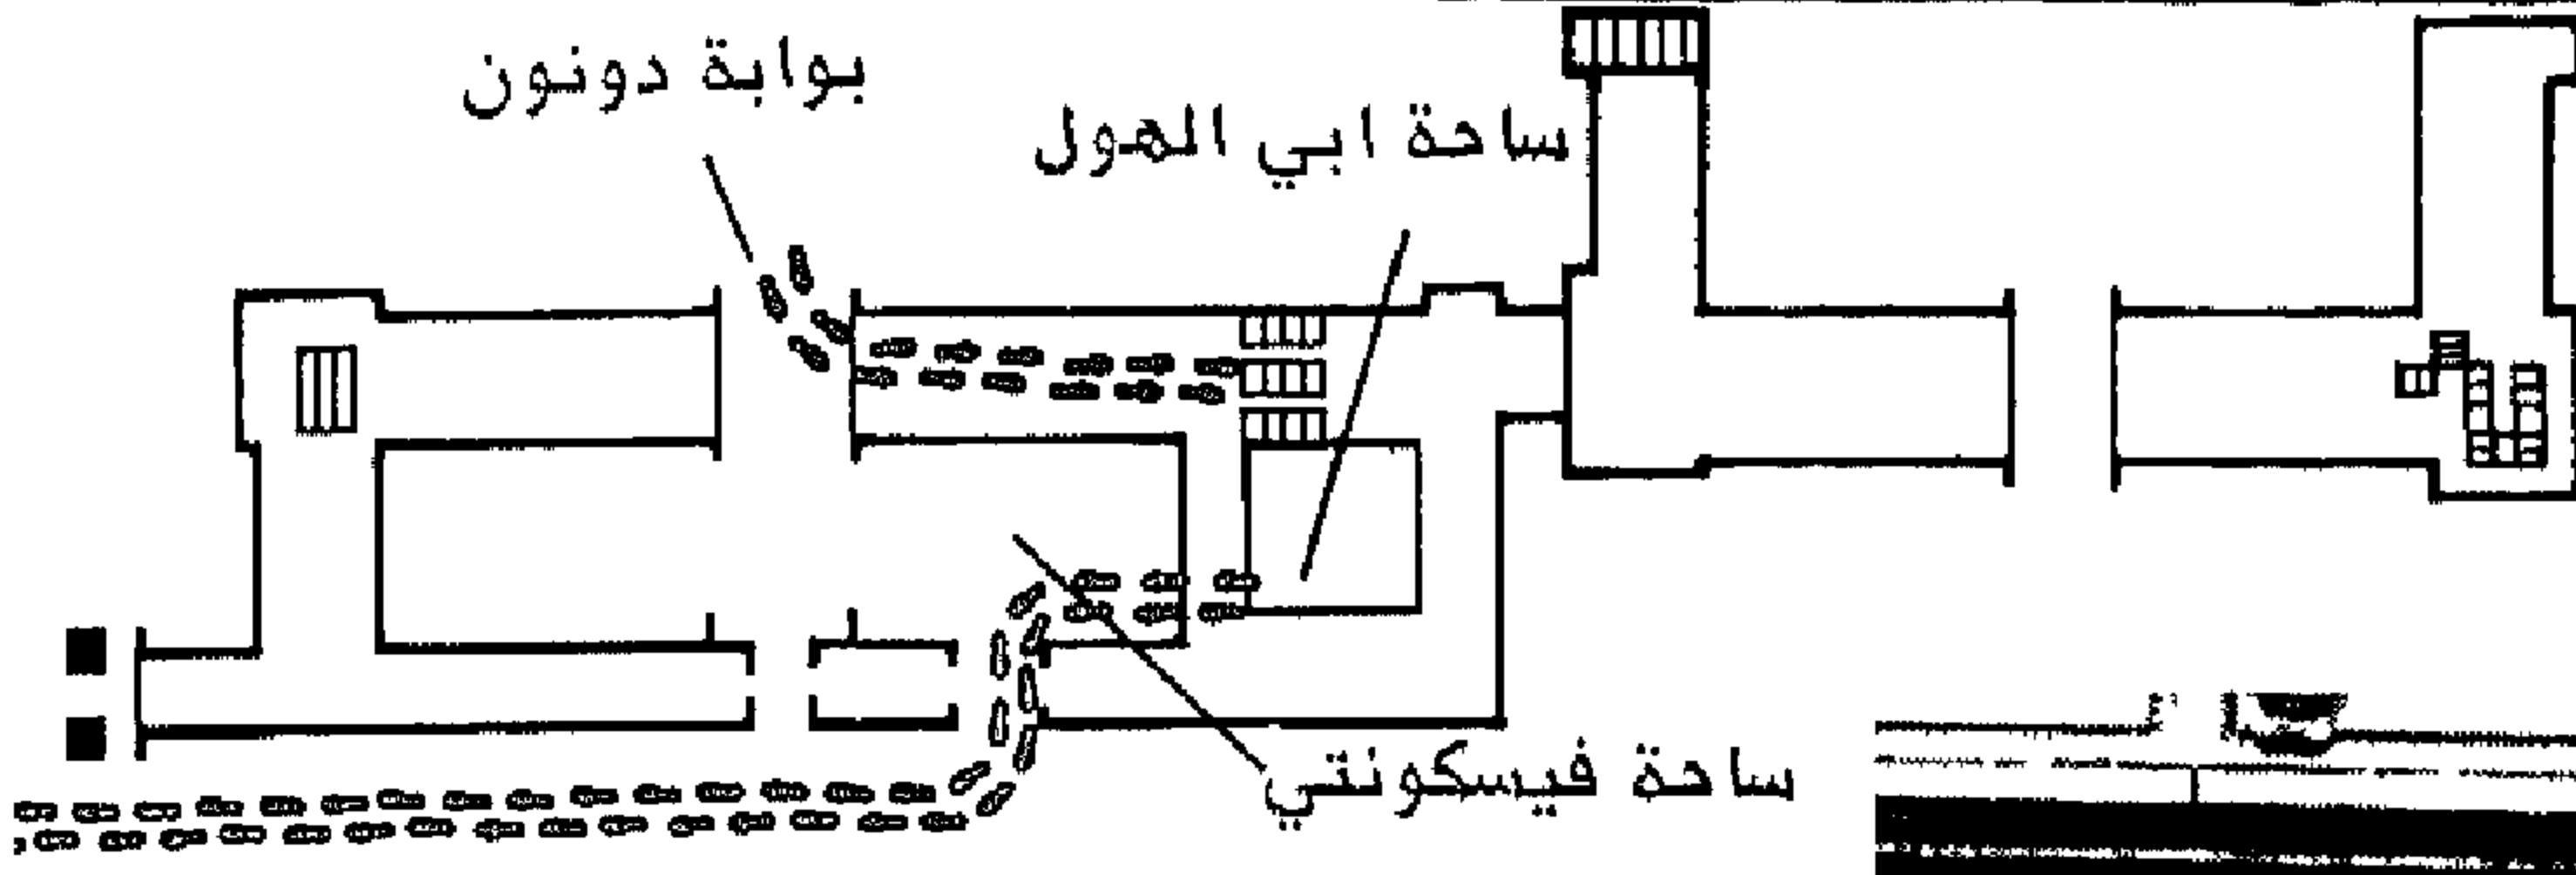 بوابة دونون
ساحة ابي الهول
ساحة فيسكونتي